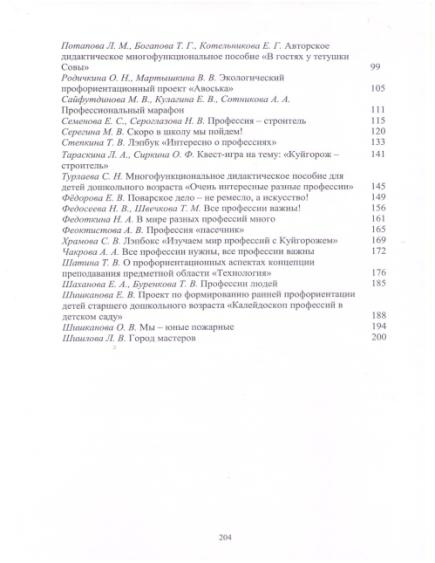 Потапова Л. М., Богапова Т. Г., Котельникова Е. Г. Авторское
дидактическое многофункциональное пособие «В гостях у тетушки
Совы» 99
Родичкина О. Н., Мартышкина В. В. Экологический
профориентационный проект «Авоська» 105
Сайфутдинова М. В., Кулагина Е. В., Сотникова А. А.
Профессиональный марафон 111
Семенова Е. С., Сероглазова Н. В. Профессия – строитель 115
Серегина М. В. Скоро в школу мы пойдем! 120
Степкина Т. В. Лэпбук «Интересно о профессиях» 133
Тараскина Л. А., Сиркина О. Ф. Квест-игра на тему: «Куйгорож – 141
строитель»
Турлаева С. Н. Многофункциональное дидактическое пособие для
детей дошкольного возраста «Очень интересные разные профессии» 145
Фёдорова Е. В. Поварское дело – не ремесло, а искусство! 149
Федосеева Н. В., Швечкова Т. М. Все профессии важны! 156
Федоткина Н. А. В мире разных профессий много 161
Феоктистова А. В. Профессия «пасечник» 165
Храмова С. В. Лэнбокс «Изучаем мир профессий с Куйгорожем» 169
Чакрова А. А. Все профессии нужны, все профессии важны 172
Шатина Т. В. О профориентационных аспектах концепции
преподавания предметной области «Технология» 176
Шаханова Е. А., Буренкова Т. В. Профессии людей 185
Шишканова Е. В. Проект по формированию ранней профориентации
детей старшего дошкольного возраста «Калейдоскоп профессий в
детском саду» 188
Шишканова О. В. Мы – юные пожарные 194
Шишлова Л. В. Город мастеров 200
204